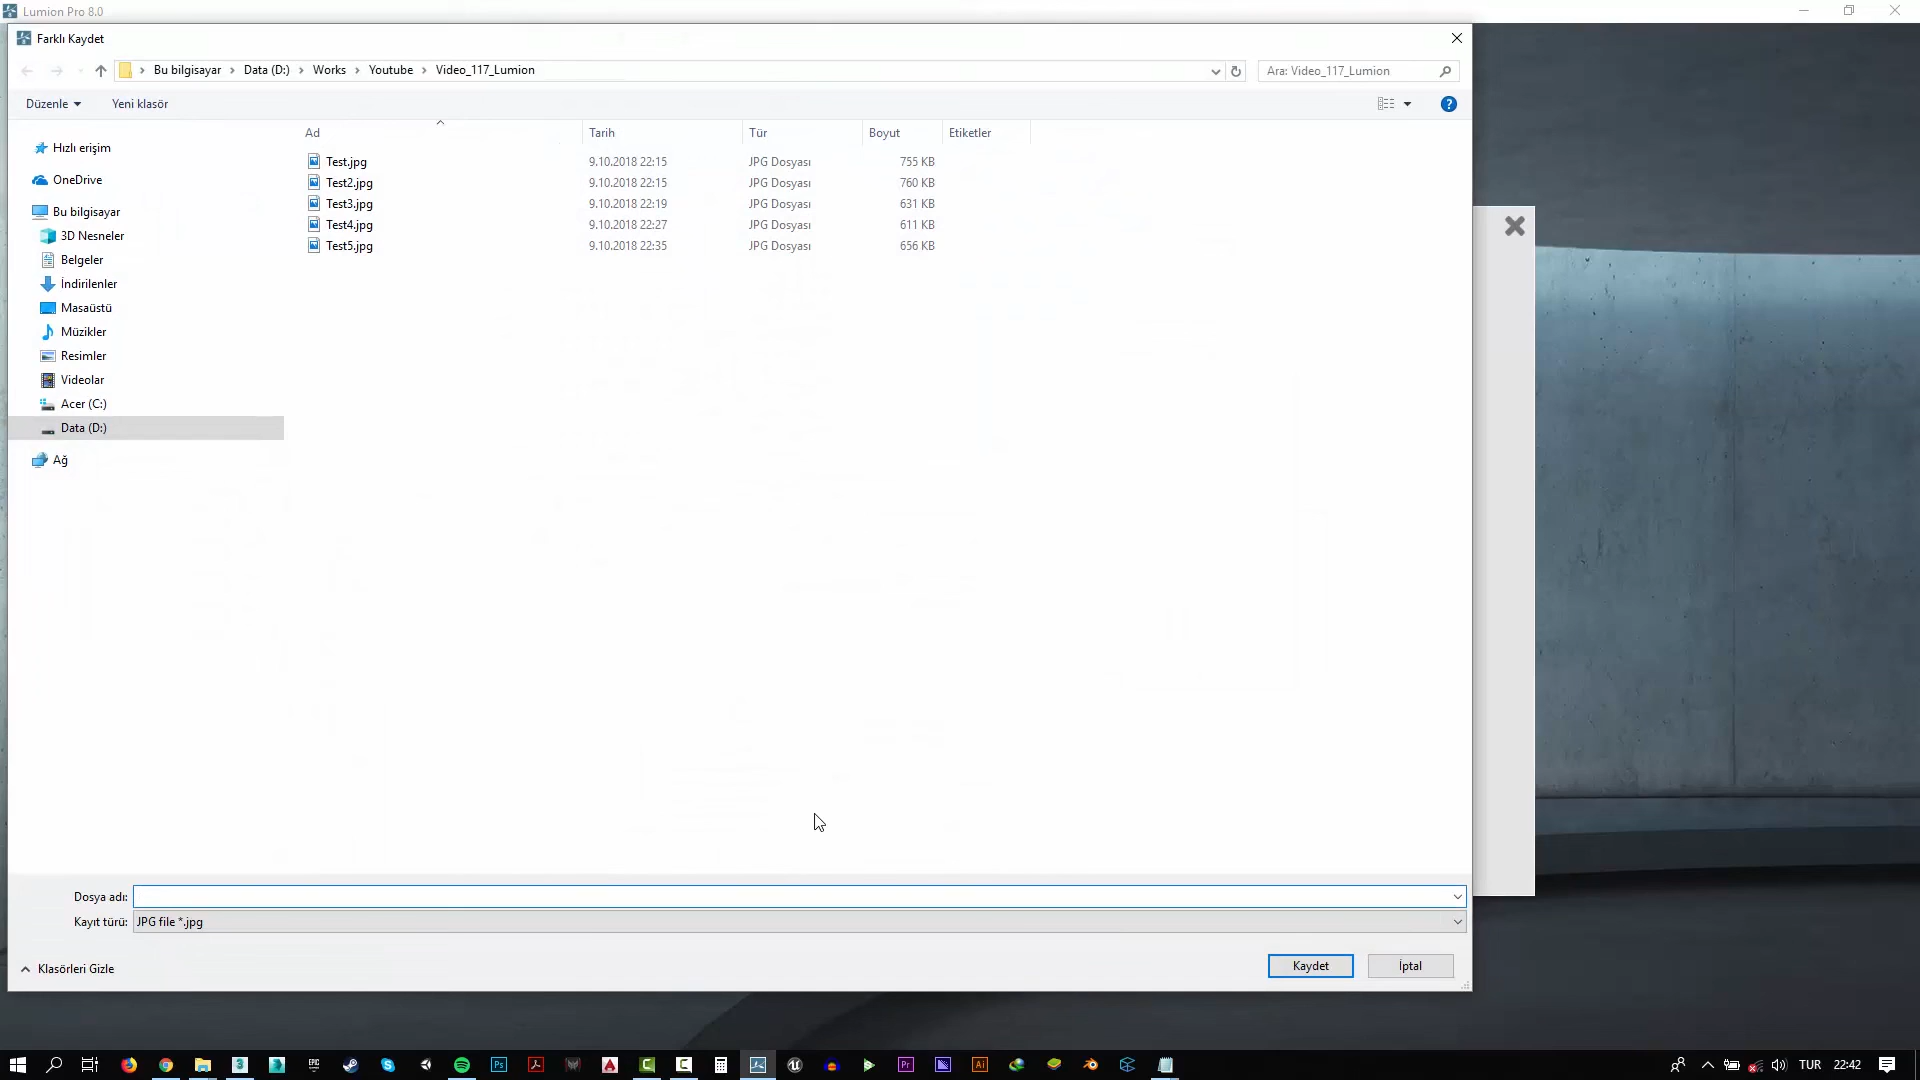 Lumion Pro 8.0
Farklı Kaydet
Bu bilgisayar > Data (D:) > Works > Youtube > Video_117_Lumion
Ara: Video_117_Lumion
Düzenle Yeni klasör
?
Ad Tarih Tür Boyut Etiketler
Test.jpg 9.10.2018 22:15 JPG Dosyası 755 KB
Test2.jpg 9.10.2018 22:15 JPG Dosyası 760 KB
Test3.jpg 9.10.2018 22:19 JPG Dosyası 631 KB
Test4.jpg 9.10.2018 22:27 JPG Dosyası 611 KB
Test5.jpg 9.10.2018 22:35 JPG Dosyası 656 KB
Hızlı erişim
OneDrive
Bu bilgisayar
3D Nesneler
Belgeler
İndirilenler
Masaüstü
Müzikler
Resimler
Videolar
Acer (C:)
Data (D:)
Ağ
Dosya adı:
Kayıt türü: JPG file *.jpg
Klasörleri Gizle
Kaydet
İptal
3 EPIC Ps A C C Pr Ai TUR 22:42